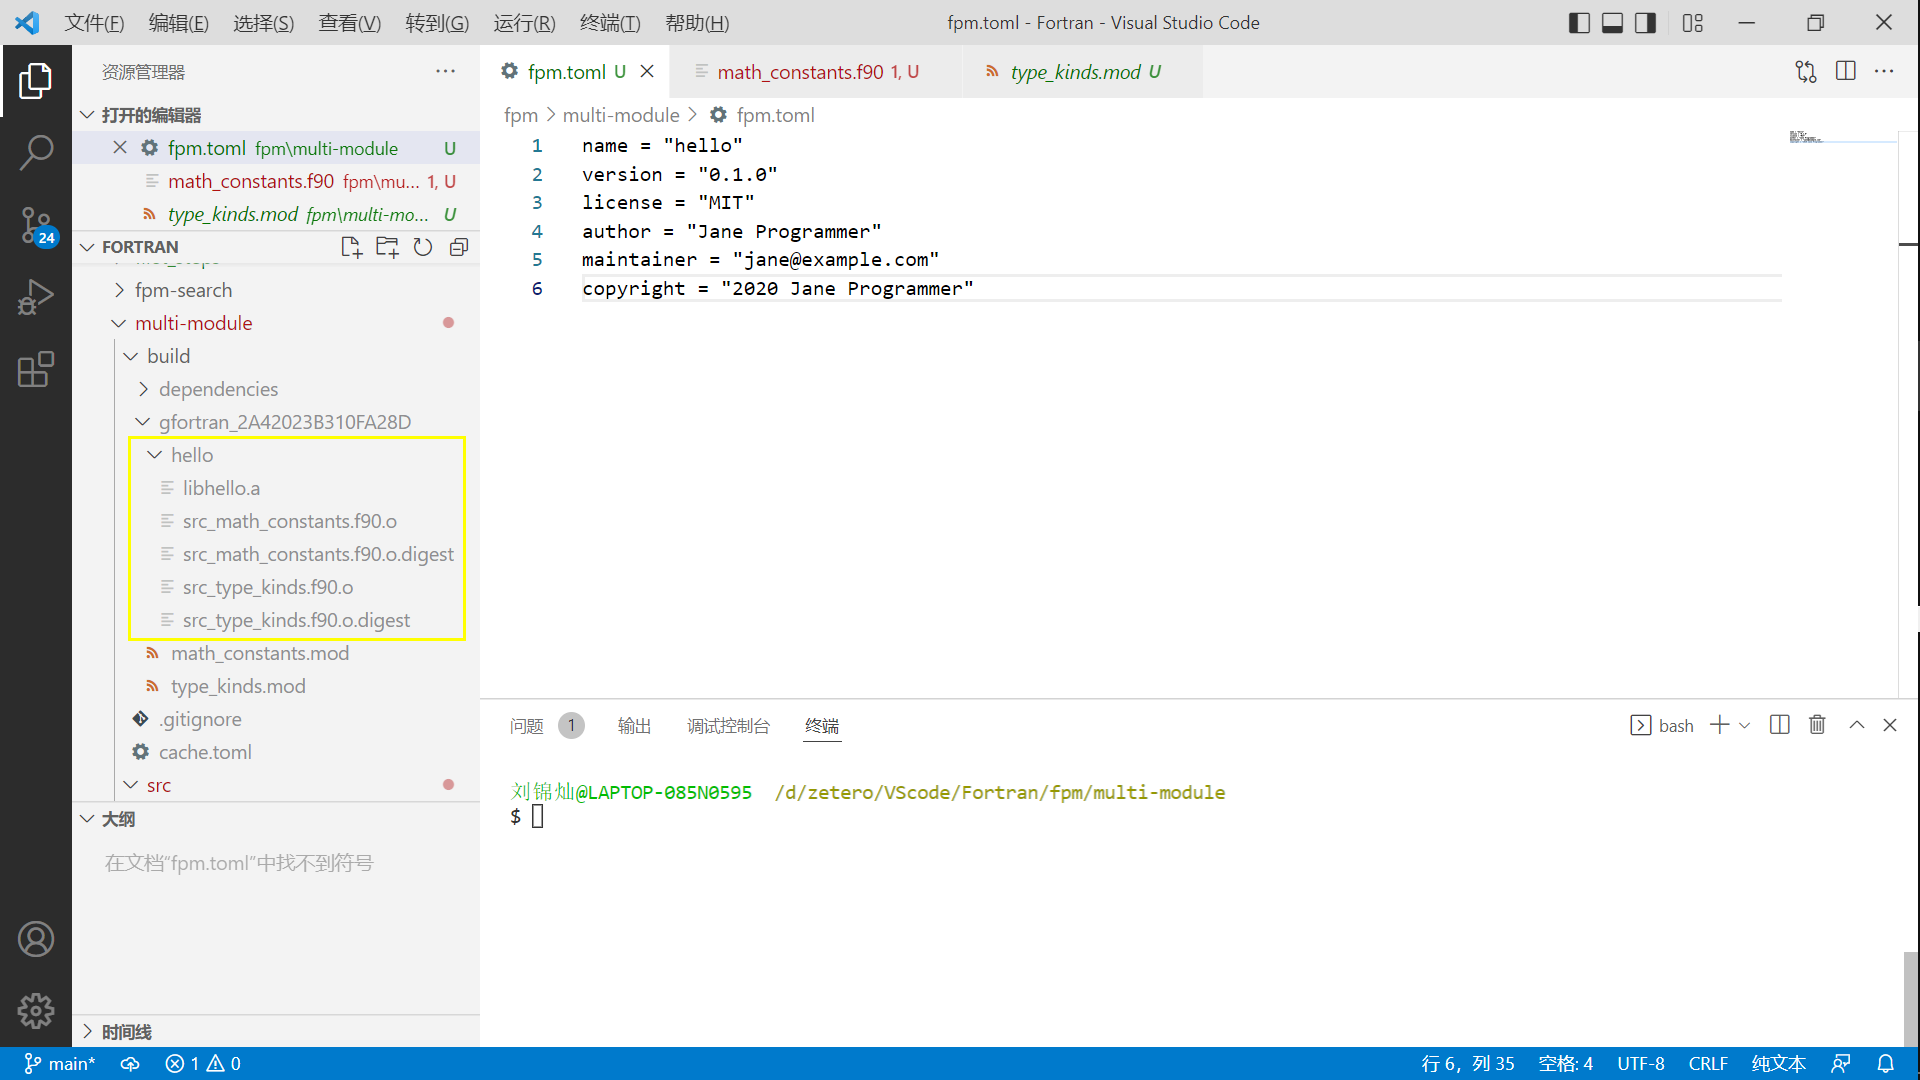 文件(F) 编辑(E) 选择(S) 查看(V) 转到(G) 运行(R) 终端(T) 帮助(H) fpm.toml - Fortran - Visual Studio Code
资源管理器
fpm.toml U math_constants.f90 1, U type_kinds.mod U
打开的编辑器
fpm.toml fpm\multi-module U
math_constants.f90 fpm\mu... 1, U
type_kinds.mod fpm\multi-mo... U
FORTRAN
24
fpm-search
multi-module
build
dependencies
gfortran_2A42023B310FA28D
hello
libhello.a
src_math_constants.f90.o
src_math_constants.f90.o.digest
src_type_kinds.f90.o
src_type_kinds.f90.o.digest
math_constants.mod
type_kinds.mod
.gitignore
cache.toml
src
大纲
在文档“fpm.toml”中找不到符号
时间线
fpm > multi-module > fpm.toml
1 name = "hello"
2 version = "0.1.0"
3 license = "MIT"
4 author = "Jane Programmer"
5 maintainer = "jane@example.com"
6 copyright = "2020 Jane Programmer"
问题 1 输出 调试控制台 终端 bash
刘锦灿@LAPTOP-085N0595 /d/zetero/VScode/Fortran/fpm/multi-module
$
main* 1 0 行 6，列 35 空格: 4 UTF-8 CRLF 纯文本